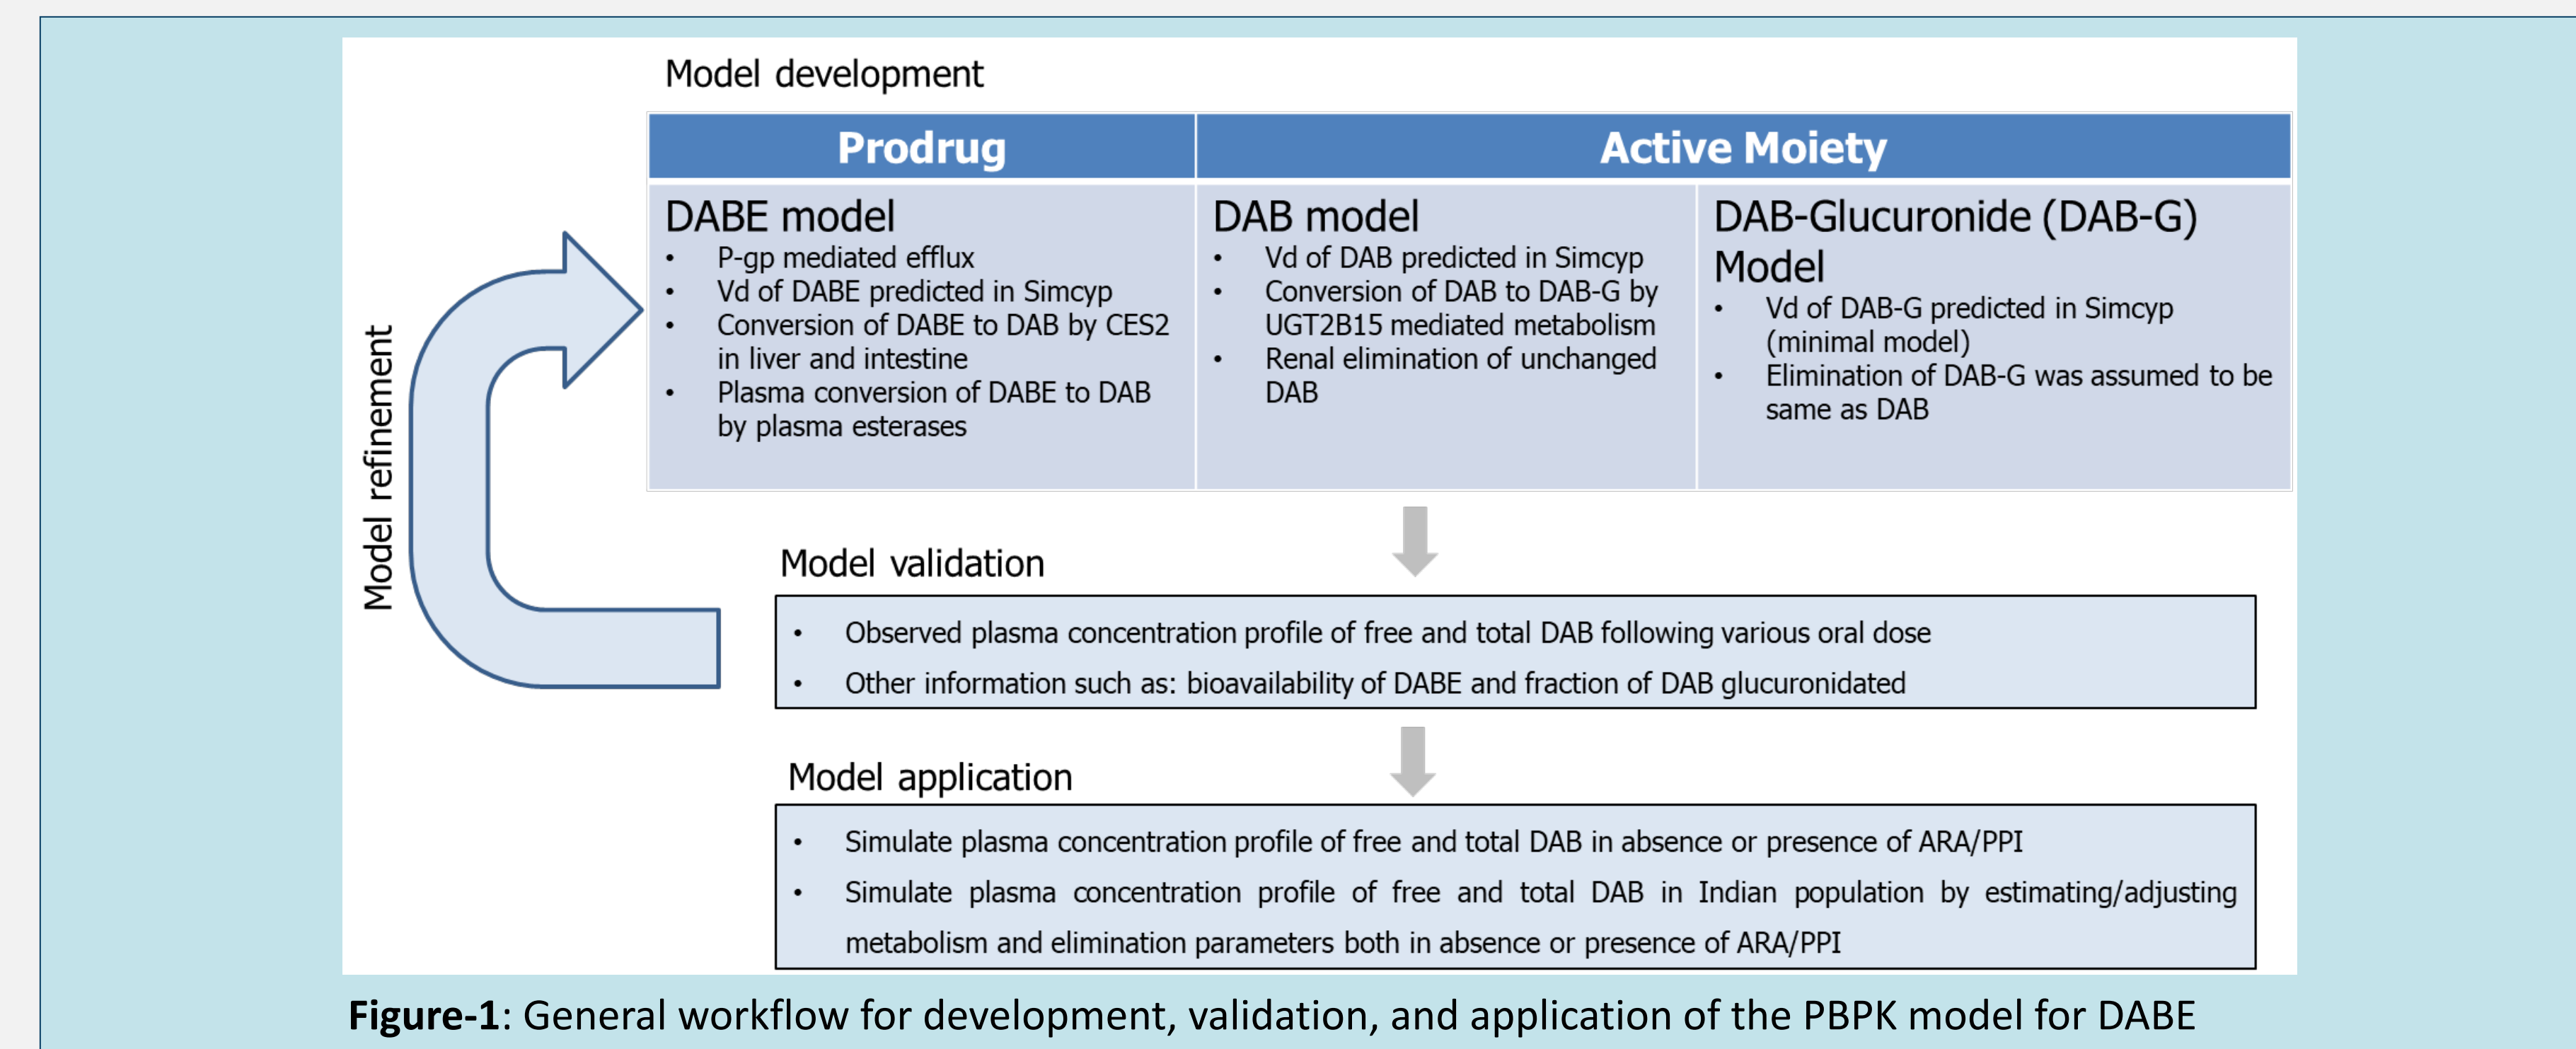 Model development
Prodrug
Active Moiety
DABE model
• P-gp mediated efflux
• Vd of DABE predicted in Simcyp
• Conversion of DABE to DAB by CES2
in liver and intestine
• Plasma conversion of DABE to DAB
by plasma esterases
DAB model
• Vd of DAB predicted in Simcyp
• Conversion of DAB to DAB-G by
UGT2B15 mediated metabolism
• Renal elimination of unchanged
DAB
DAB-Glucuronide (DAB-G)
Model
• Vd of DAB-G predicted in Simcyp
(minimal model)
• Elimination of DAB-G was assumed to be
same as DAB
Model refinement
Model validation
• Observed plasma concentration profile of free and total DAB following various oral dose
• Other information such as: bioavailability of DABE and fraction of DAB glucuronidated
Model application
• Simulate plasma concentration profile of free and total DAB in absence or presence of ARA/PPI
• Simulate plasma concentration profile of free and total DAB in Indian population by estimating/adjusting
metabolism and elimination parameters both in absence or presence of ARA/PPI
Figure-1: General workflow for development, validation, and application of the PBPK model for DABE